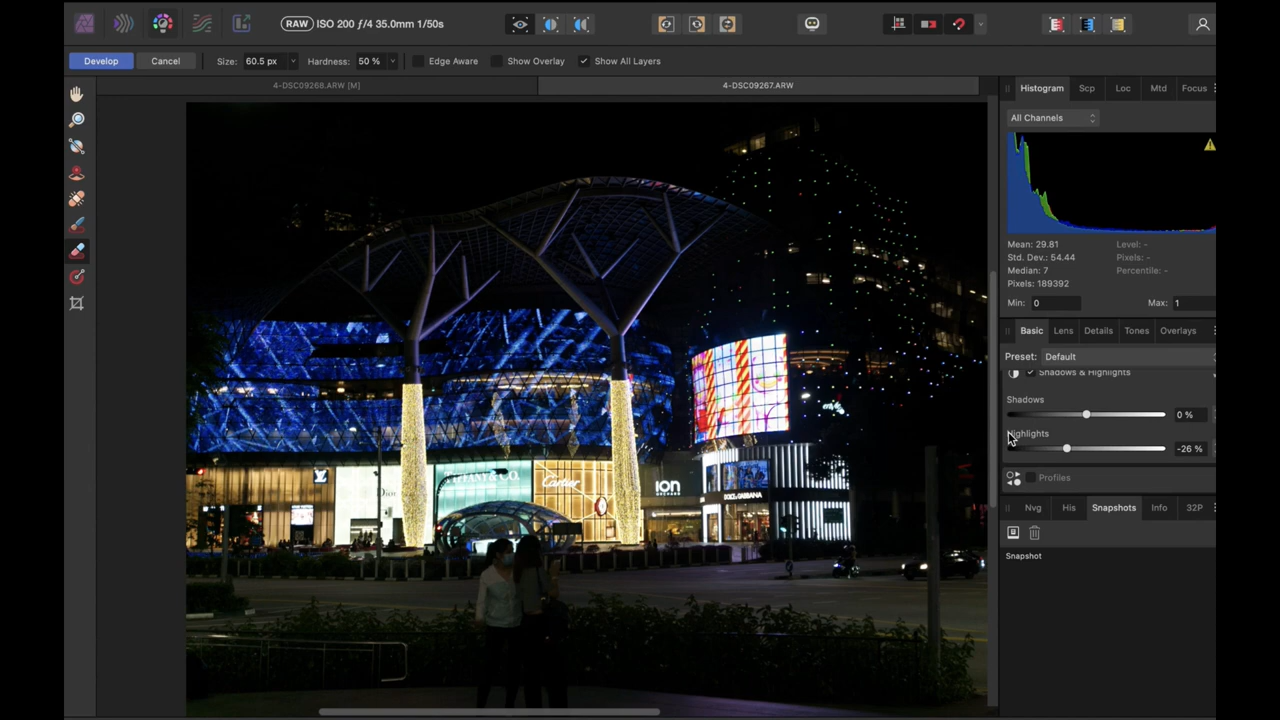 RAW ISO 200 f/4 35.0mm 1/50s
Develop Cancel Size: 60.5 px Hardness: 50 % Edge Aware Show Overlay Show All Layers
4-DSC09268.ARW [M] 4-DSC09267.ARW
Histogram Scp Loc Mtd Focus
All Channels
Mean: 29.81 Level: -
Std. Dev.: 54.44 Pixels: -
Median: 7 Percentile: -
Pixels: 189392
Min: 0 Max: 1
Basic Lens Details Tones Overlays
Preset: Default
Shadows & Highlights
Shadows
0 %
Highlights
-26 %
Profiles
Nvg His Snapshots Info 32P
Snapshot
Dior
TIFFANY & CO.
Cartier
ION
ORCHARD
DOLCE & GABBANA